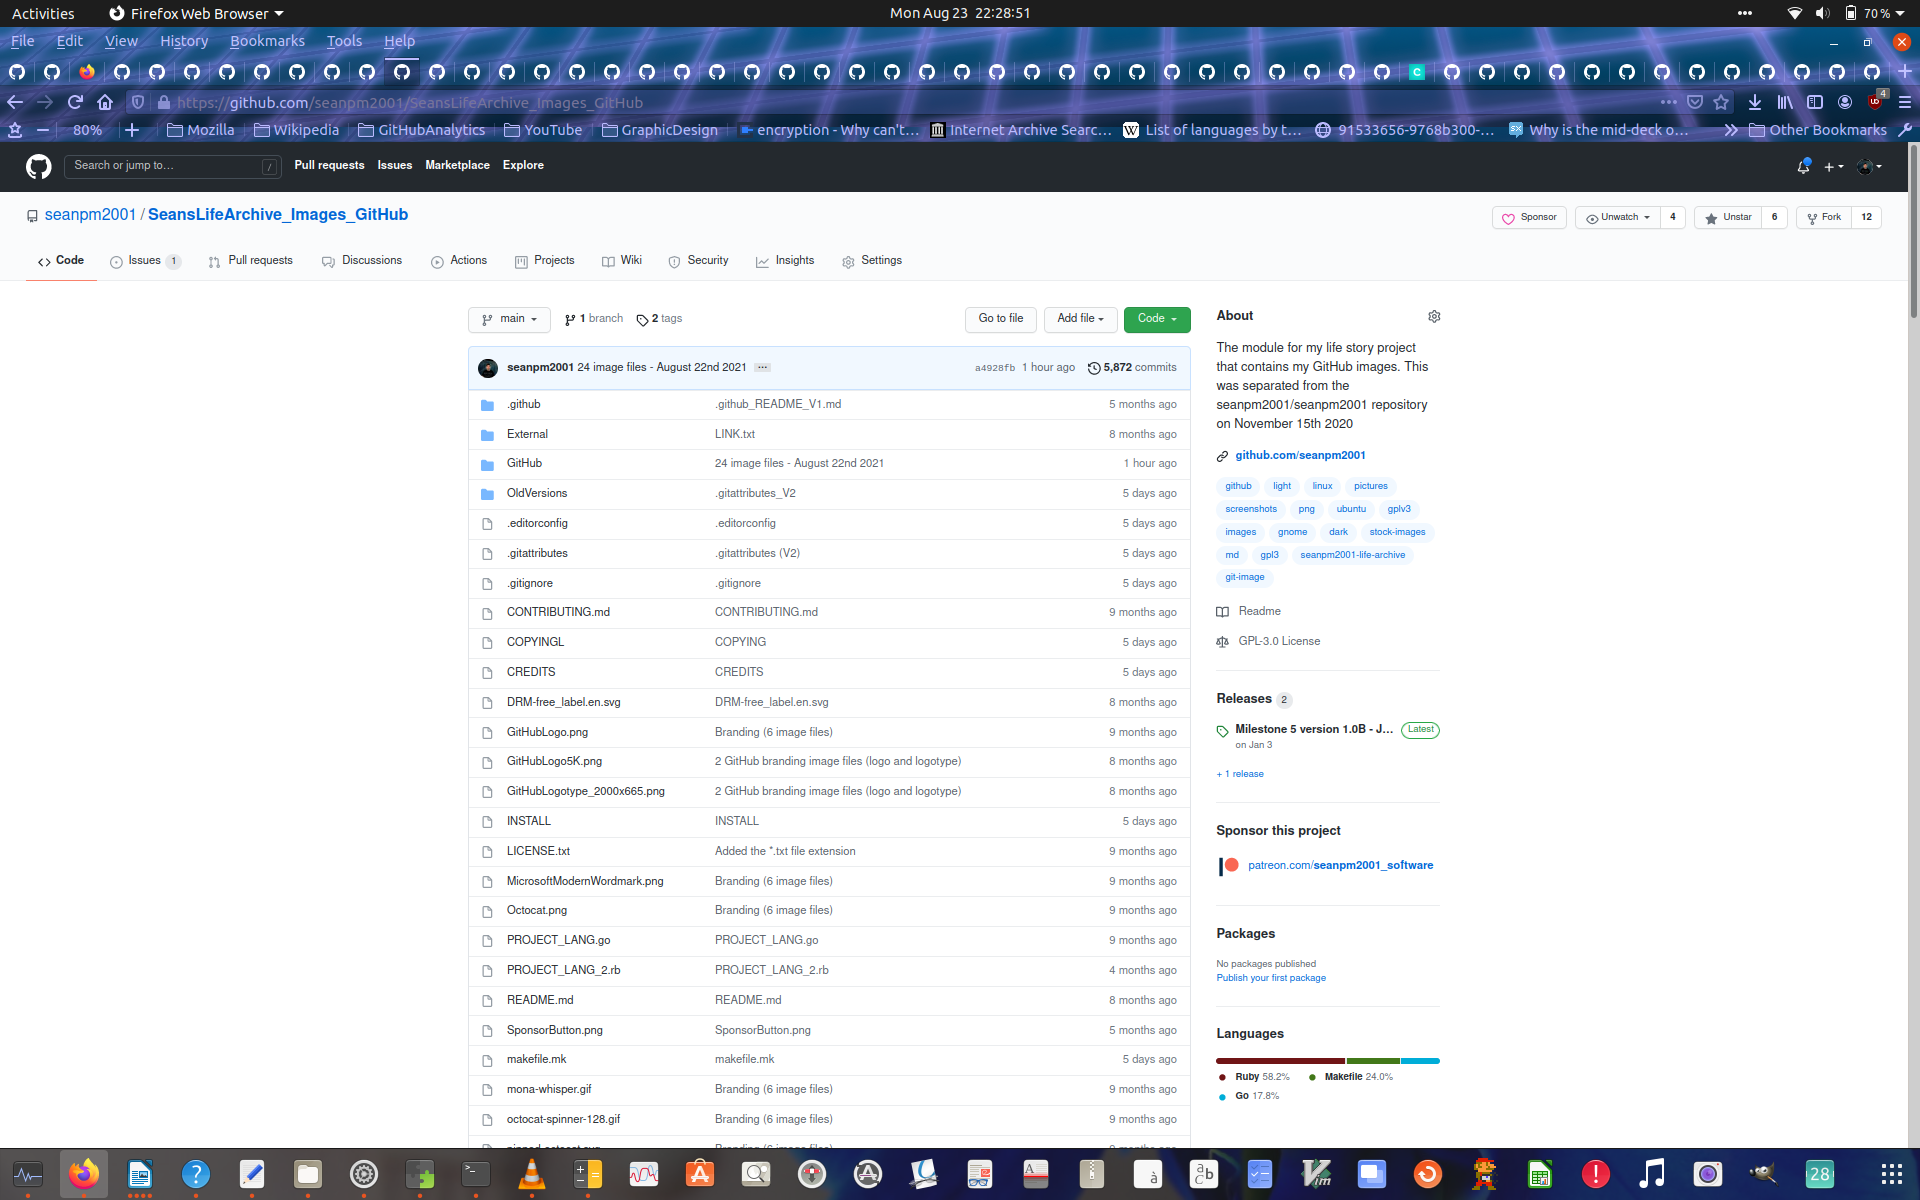 Activities Firefox Web Browser Mon Aug 23 22:28:51 70 %
File Edit View History Bookmarks Tools Help
https://github.com/seanpm2001/SeansLifeArchive_Images_GitHub 4
80% Mozilla Wikipedia GitHubAnalytics YouTube GraphicDesign encryption - Why can't... Internet Archive Searc... List of languages by t... 91533656-9768b300-... Why is the mid-deck o... Other Bookmarks
Search or jump to... / Pull requests Issues Marketplace Explore
seanpm2001 / SeansLifeArchive_Images_GitHub Sponsor Unwatch 4 Unstar 6 Fork 12
Code Issues 1 Pull requests Discussions Actions Projects Wiki Security Insights Settings
main 1 branch 2 tags Go to file Add file Code
seanpm2001 24 image files - August 22nd 2021 ... a4928fb 1 hour ago 5,872 commits
.github .github_README_V1.md 5 months ago
External LINK.txt 8 months ago
GitHub 24 image files - August 22nd 2021 1 hour ago
OldVersions .gitattributes_V2 5 days ago
.editorconfig .editorconfig 5 days ago
.gitattributes .gitattributes (V2) 5 days ago
.gitignore .gitignore 5 days ago
CONTRIBUTING.md CONTRIBUTING.md 9 months ago
COPYINGL COPYING 5 days ago
CREDITS CREDITS 5 days ago
DRM-free_label.en.svg DRM-free_label.en.svg 8 months ago
GitHubLogo.png Branding (6 image files) 9 months ago
GitHubLogo5K.png 2 GitHub branding image files (logo and logotype) 8 months ago
GitHubLogotype_2000x665.png 2 GitHub branding image files (logo and logotype) 8 months ago
INSTALL INSTALL 5 days ago
LICENSE.txt Added the *.txt file extension 9 months ago
MicrosoftModernWordmark.png Branding (6 image files) 9 months ago
Octocat.png Branding (6 image files) 9 months ago
PROJECT_LANG.go PROJECT_LANG.go 9 months ago
PROJECT_LANG_2.rb PROJECT_LANG_2.rb 4 months ago
README.md README.md 8 months ago
SponsorButton.png SponsorButton.png 5 months ago
makefile.mk makefile.mk 5 days ago
mona-whisper.gif Branding (6 image files) 9 months ago
octocat-spinner-128.gif Branding (6 image files) 9 months ago
About
The module for my life story project
that contains my GitHub images. This
was separated from the
seanpm2001/seanpm2001 repository
on November 15th 2020
github.com/seanpm2001
github light linux pictures
screenshots png ubuntu gplv3
images gnome dark stock-images
md gpl3 seanpm2001-life-archive
git-image
Readme
GPL-3.0 License
Releases 2
Milestone 5 version 1.0B - J... Latest
on Jan 3
+ 1 release
Sponsor this project
patreon.com/seanpm2001_software
Packages
No packages published
Publish your first package
Languages
Ruby 58.2% Makefile 24.0%
Go 17.8%
28